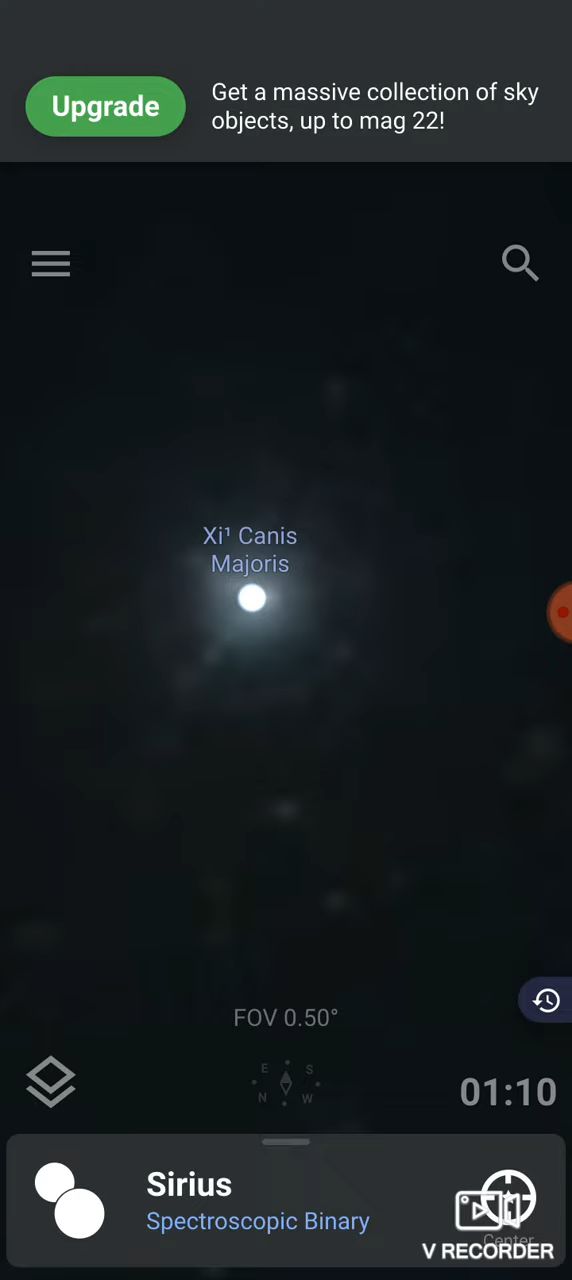 Upgrade
Get a massive collection of sky
objects, up to mag 22!
Xi¹ Canis
Majoris
FOV 0.50°
E S
N W
01:10
Sirius
Spectroscopic Binary
Center
V RECORDER